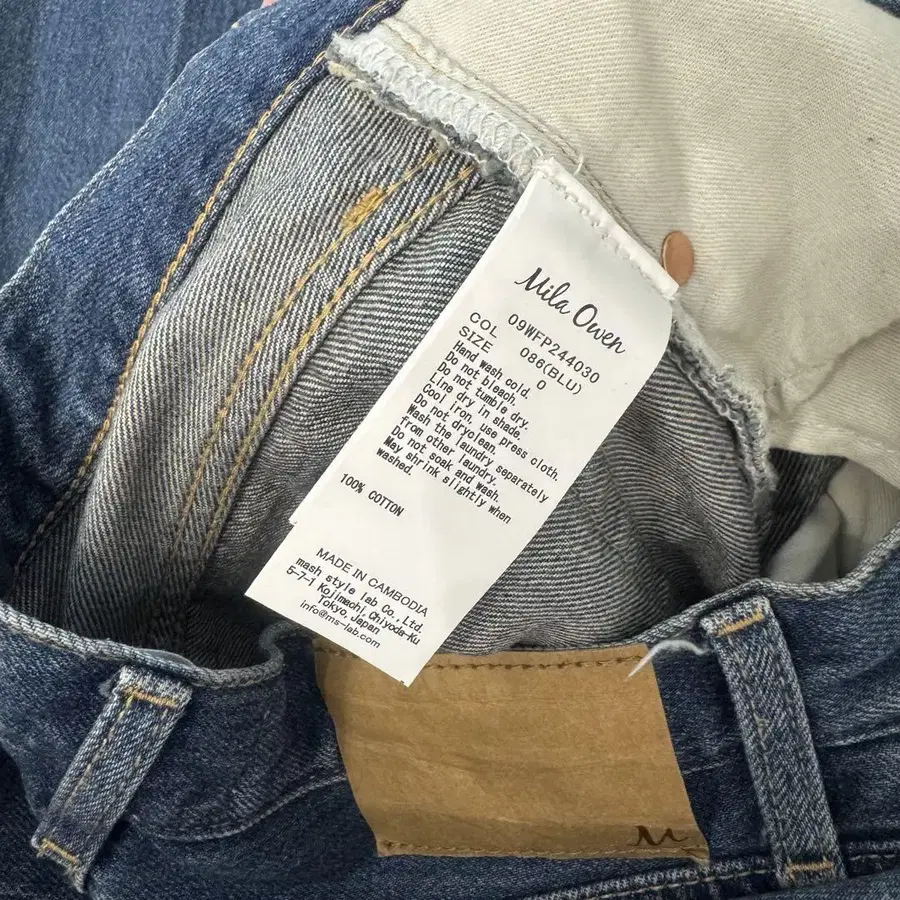 Mila Owen
09WFP244030
COL 086(BLU)
SIZE 0
Hand wash cold.
Do not bleach.
Do not tumble dry.
Line dry in shade.
Cool iron, use press cloth.
Do not dryclean.
Wash the laundry separately
from other laundry.
Do not soak and wash.
May shrink slightly when
washed.
100% COTTON
MADE IN CAMBODIA
mash style lab Co., Ltd.
5-7-1 Kojimachi, Chiyoda-Ku
Tokyo, Japan
info@ms-lab.com
M